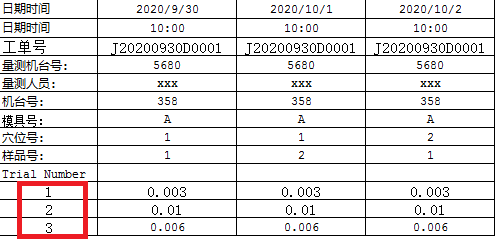 日期时间 2020/9/30 2020/10/1 2020/10/2
日期时间 10:00 10:00 10:00
工单号 J20200930D0001 J20200930D0001 J20200930D0001
量测机台号: 5680 5680 5680
量测人员: xxx xxx xxx
机台号: 358 358 358
模具号: A A A
穴位号: 1 1 2
样品号: 1 2 1
Trial Number
1 0.003 0.003 0.003
2 0.01 0.01 0.01
3 0.006 0.006 0.006